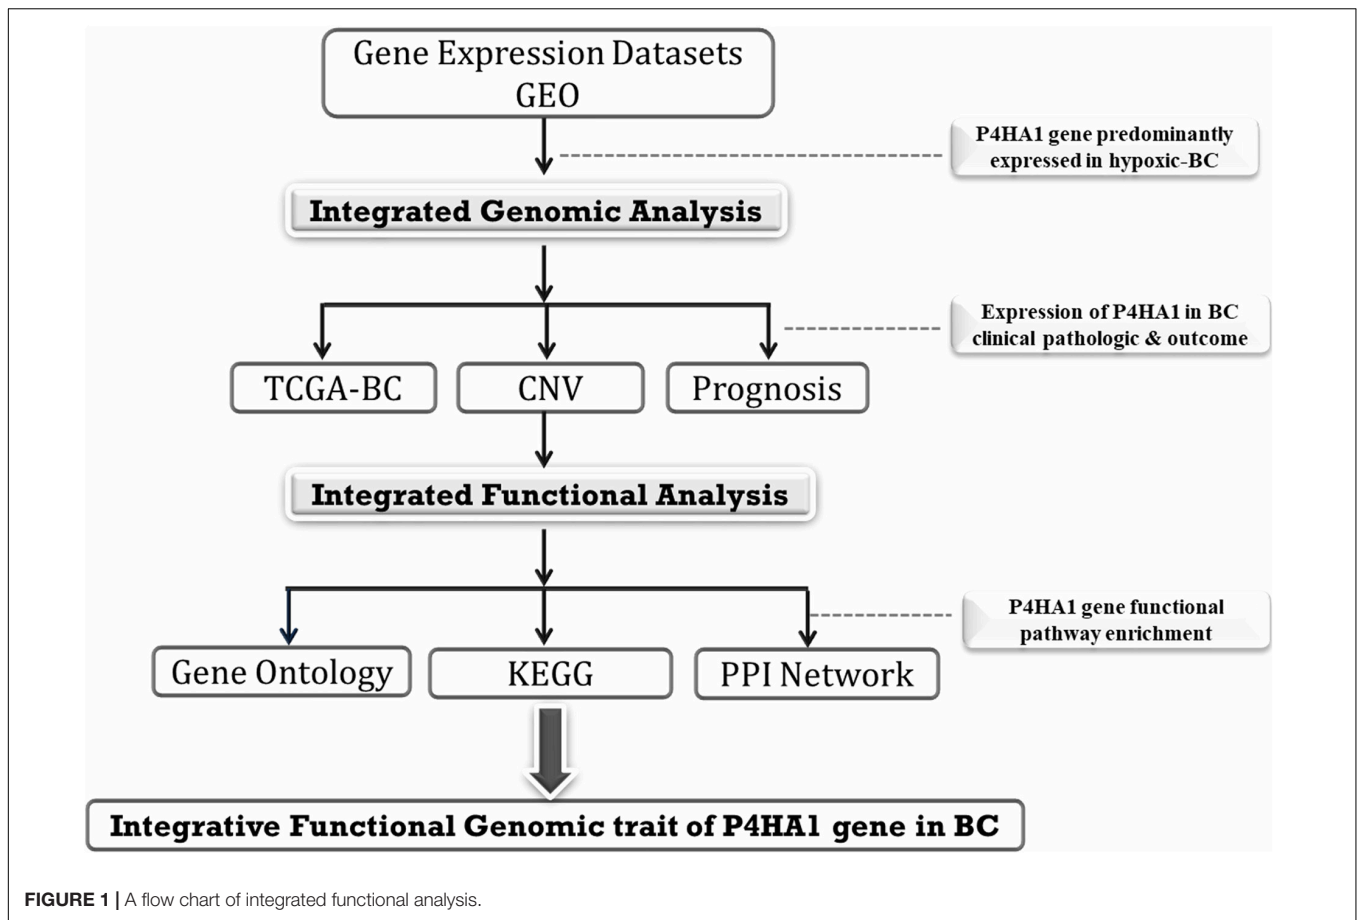 Gene Expression Datasets
GEO
P4HA1 gene predominantly
expressed in hypoxic-BC
Integrated Genomic Analysis
Expression of P4HA1 in BC
clinical pathologic & outcome
TCGA-BC
CNV
Prognosis
Integrated Functional Analysis
P4HA1 gene functional
pathway enrichment
Gene Ontology
KEGG
PPI Network
Integrative Functional Genomic trait of P4HA1 gene in BC
FIGURE 1 | A flow chart of integrated functional analysis.